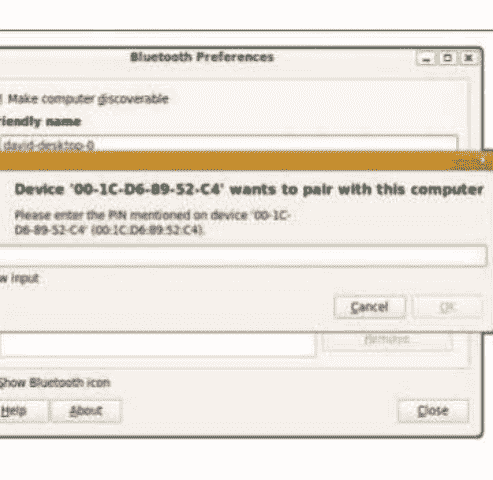 Bluetooth Preferences
Make computer discoverable
riendly name
david-desktop-0
Device '00-1C-D6-89-52-C4' wants to pair with this computer
Please enter the PIN mentioned on device '00-1C-
D6-89-52-C4' (00:1C:D6:89:52:C4).
w input
Cancel OK
Remove...
Show Bluetooth icon
Help About Close